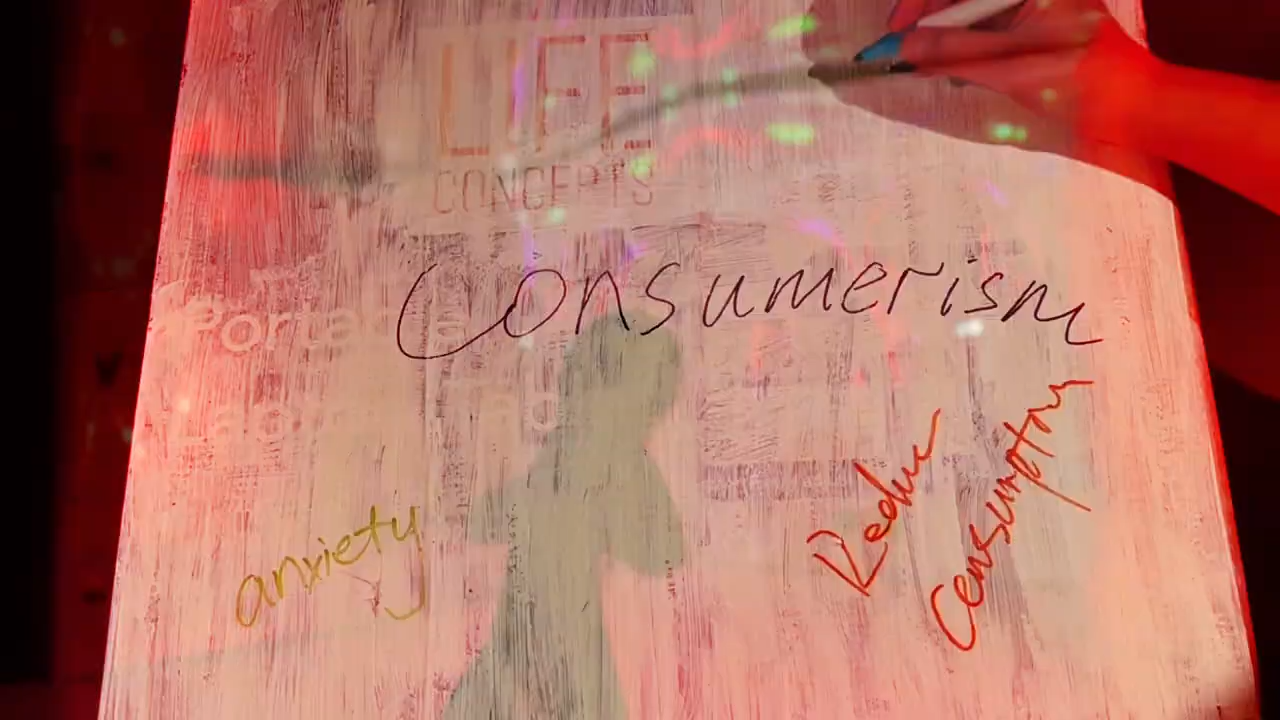 LIFE
CONCEPTS
Consumerism
anxiety
Reduce
Consumption